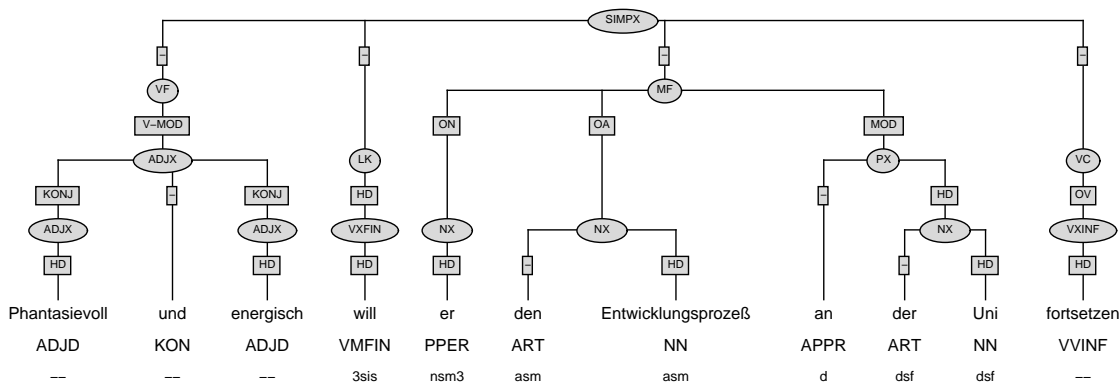 SIMPX
– – – –
VF MF
V–MOD ON OA MOD
ADJX LK PX VC
KONJ – KONJ HD – HD OV
ADJX ADJX VXFIN NX NX NX VXINF
HD HD HD HD – HD – HD HD
Phantasievoll und energisch will er den Entwicklungsprozeß an der Uni fortsetzen
ADJD KON ADJD VMFIN PPER ART NN APPR ART NN VVINF
–– –– –– 3sis nsm3 asm asm d dsf dsf ––